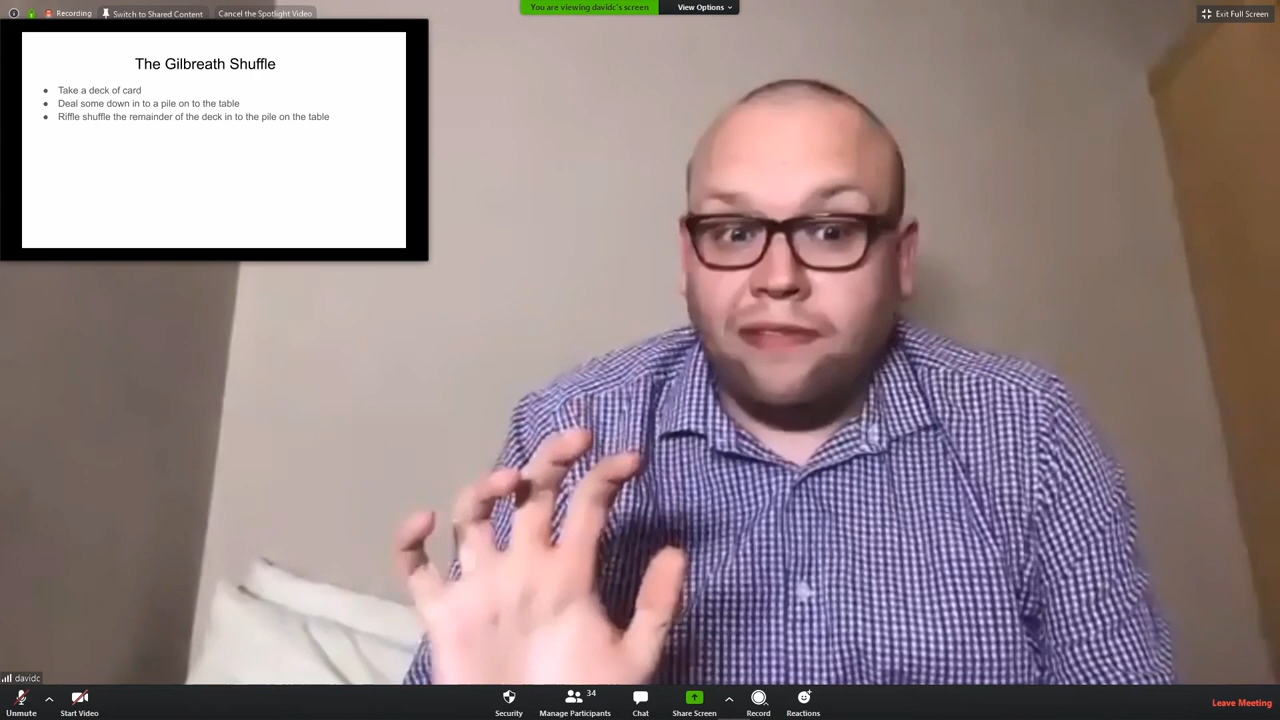 Recording
Switch to Shared Content
Cancel the Spotlight Video
You are viewing davidc's screen
View Options
Exit Full Screen
The Gilbreath Shuffle
Take a deck of card
Deal some down in to a pile on to the table
Riffle shuffle the remainder of the deck in to the pile on the table
davidc
Unmute
Start Video
Security
Manage Participants
34
Chat
Share Screen
Record
Reactions
Leave Meeting